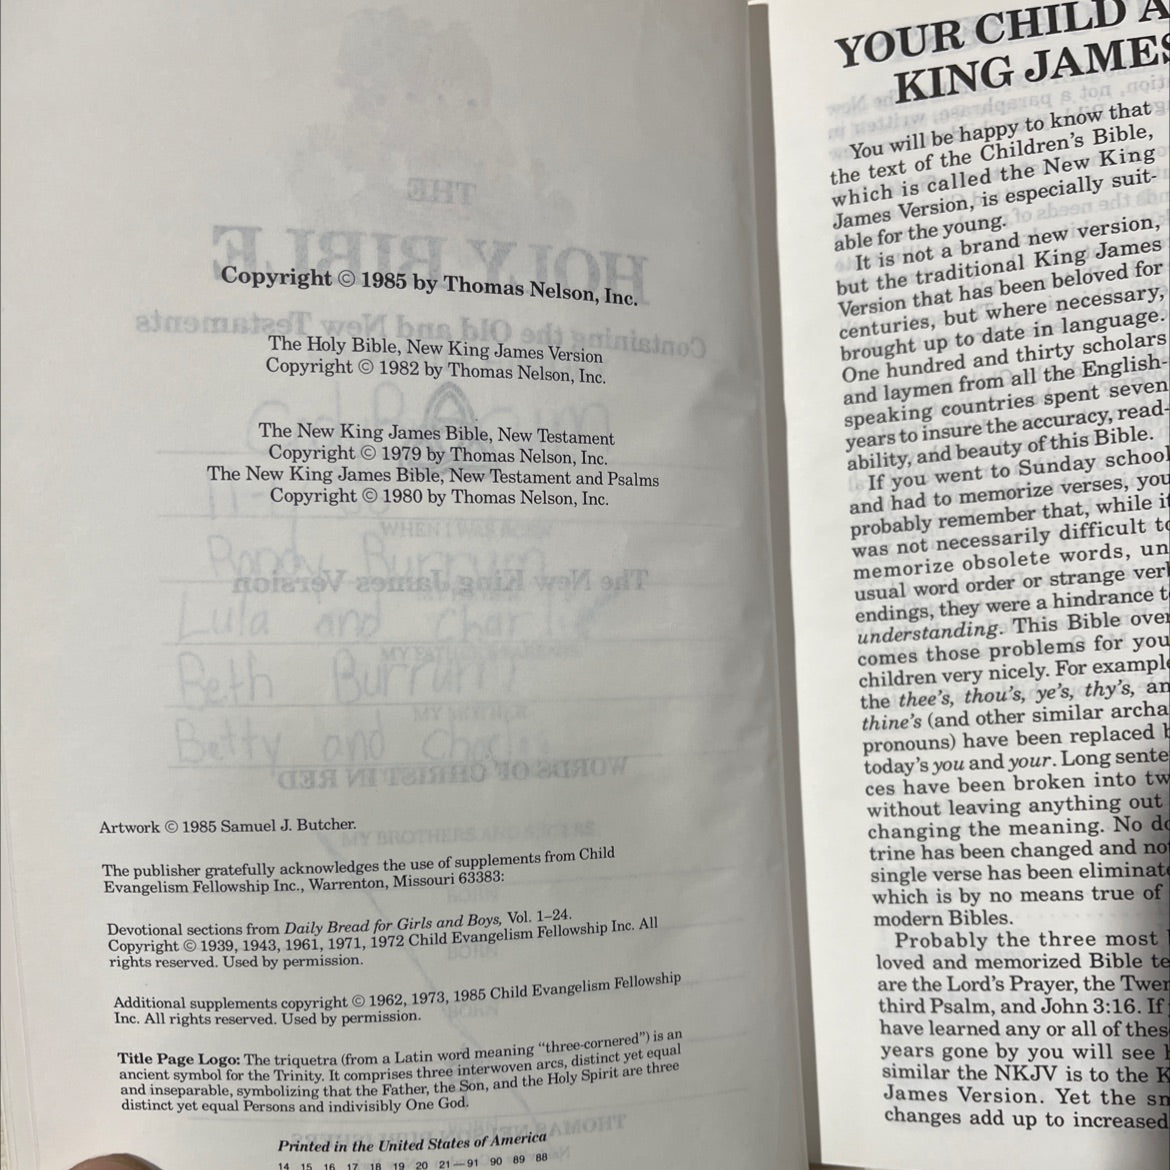 Copyright © 1985 by Thomas Nelson, Inc.
The Holy Bible, New King James Version
Copyright © 1982 by Thomas Nelson, Inc.
The New King James Bible, New Testament
Copyright © 1979 by Thomas Nelson, Inc.
The New King James Bible, New Testament and Psalms
Copyright © 1980 by Thomas Nelson, Inc.
Lula and Charlie
Beth Burrum
Betty and Charles
Artwork © 1985 Samuel J. Butcher.
The publisher gratefully acknowledges the use of supplements from Child
Evangelism Fellowship Inc., Warrenton, Missouri 63383:
Devotional sections from Daily Bread for Girls and Boys, Vol. 1–24.
Copyright © 1939, 1943, 1961, 1971, 1972 Child Evangelism Fellowship Inc. All
rights reserved. Used by permission.
Additional supplements copyright © 1962, 1973, 1985 Child Evangelism Fellowship
Inc. All rights reserved. Used by permission.
Title Page Logo: The triquetra (from a Latin word meaning “three-cornered”) is an
ancient symbol for the Trinity. It comprises three interwoven arcs, distinct yet equal
and inseparable, symbolizing that the Father, the Son, and the Holy Spirit are three
distinct yet equal Persons and indivisibly One God.
Printed in the United States of America
14 15 16 17 18 19 20 21—91 90 89 88
YOUR CHILD A
KING JAMES
You will be happy to know that
the text of the Children's Bible,
which is called the New King
James Version, is especially suit-
able for the young.
It is not a brand new version,
but the traditional King James
Version that has been beloved for
centuries, but where necessary,
brought up to date in language.
One hundred and thirty scholars
and laymen from all the English-
speaking countries spent seven
years to insure the accuracy, read-
ability, and beauty of this Bible.
If you went to Sunday school
and had to memorize verses, you
probably remember that, while it
was not necessarily difficult to
memorize obsolete words, un
usual word order or strange verb
endings, they were a hindrance t
understanding. This Bible over
comes those problems for you
children very nicely. For example
the thee's, thou's, ye's, thy's, an
thine's (and other similar archa
pronouns) have been replaced b
today's you and your. Long sente
ces have been broken into tw
without leaving anything out
changing the meaning. No do
trine has been changed and not
single verse has been eliminate
which is by no means true of
modern Bibles.
Probably the three most
loved and memorized Bible te
are the Lord's Prayer, the Twen
third Psalm, and John 3:16. If
have learned any or all of thes
years gone by you will see h
similar the NKJV is to the K
James Version. Yet the sm
changes add up to increased